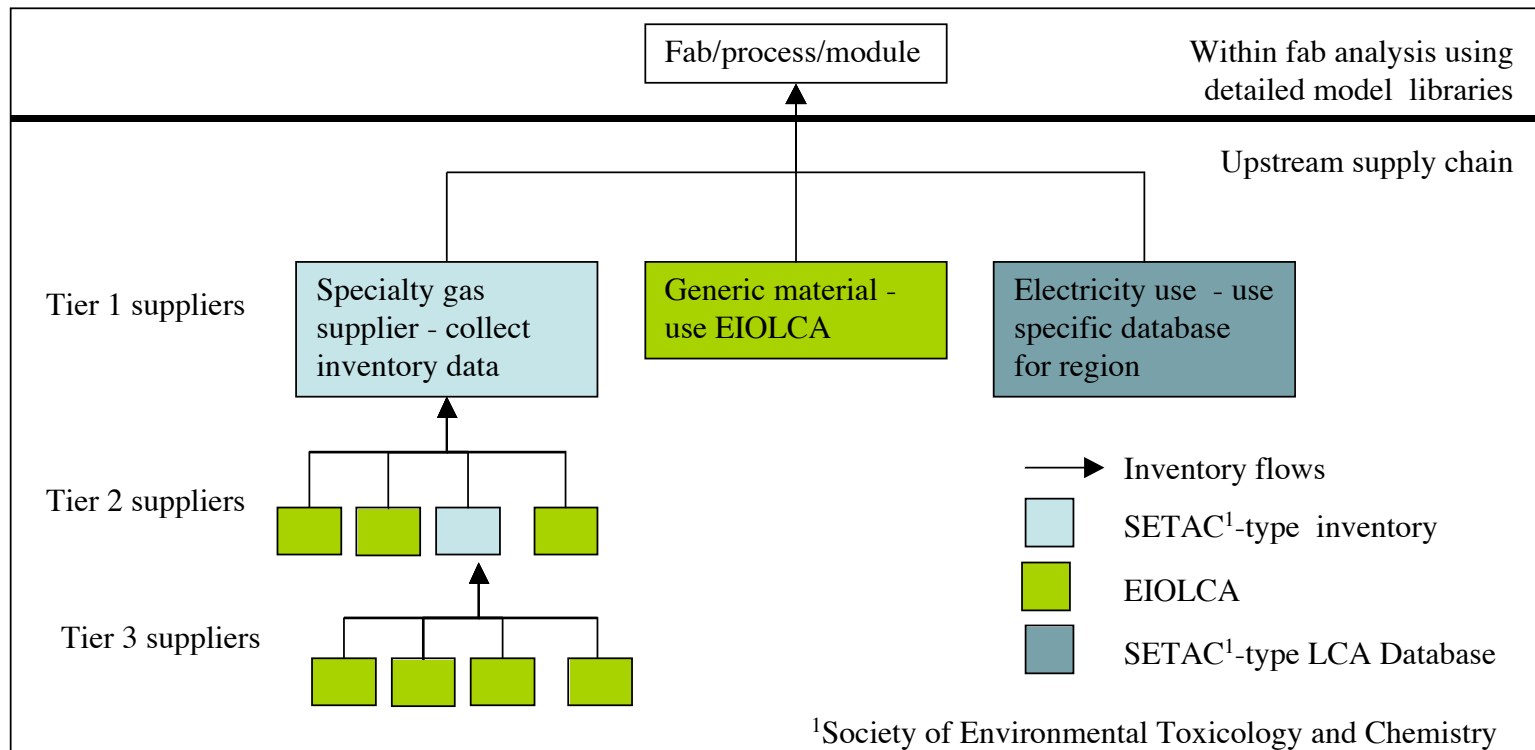 Fab/process/module
Within fab analysis using
detailed model libraries
Upstream supply chain
Tier 1 suppliers
Specialty gas
supplier - collect
inventory data
Generic material -
use EIOLCA
Electricity use - use
specific database
for region
Tier 2 suppliers
Tier 3 suppliers
Inventory flows
SETAC¹-type inventory
EIOLCA
SETAC¹-type LCA Database
¹Society of Environmental Toxicology and Chemistry